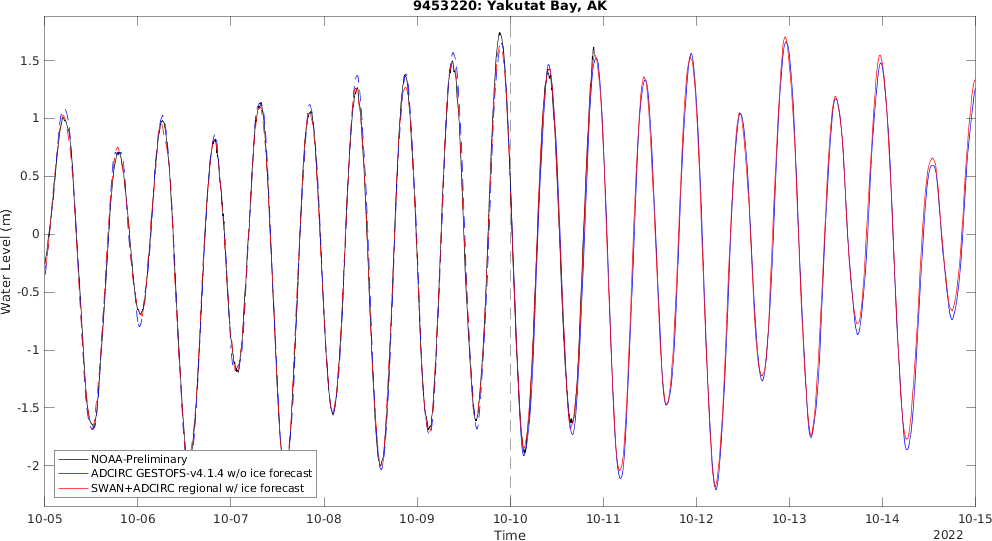 9453220: Yakutat Bay, AK
Water Level (m)
1.5
1
0.5
0
-0.5
-1
-1.5
-2
NOAA-Preliminary
ADCIRC GESTOFS-v4.1.4 w/o ice forecast
SWAN+ADCIRC regional w/ ice forecast
10-05 10-06 10-07 10-08 10-09 10-10 10-11 10-12 10-13 10-14 10-15
Time
2022